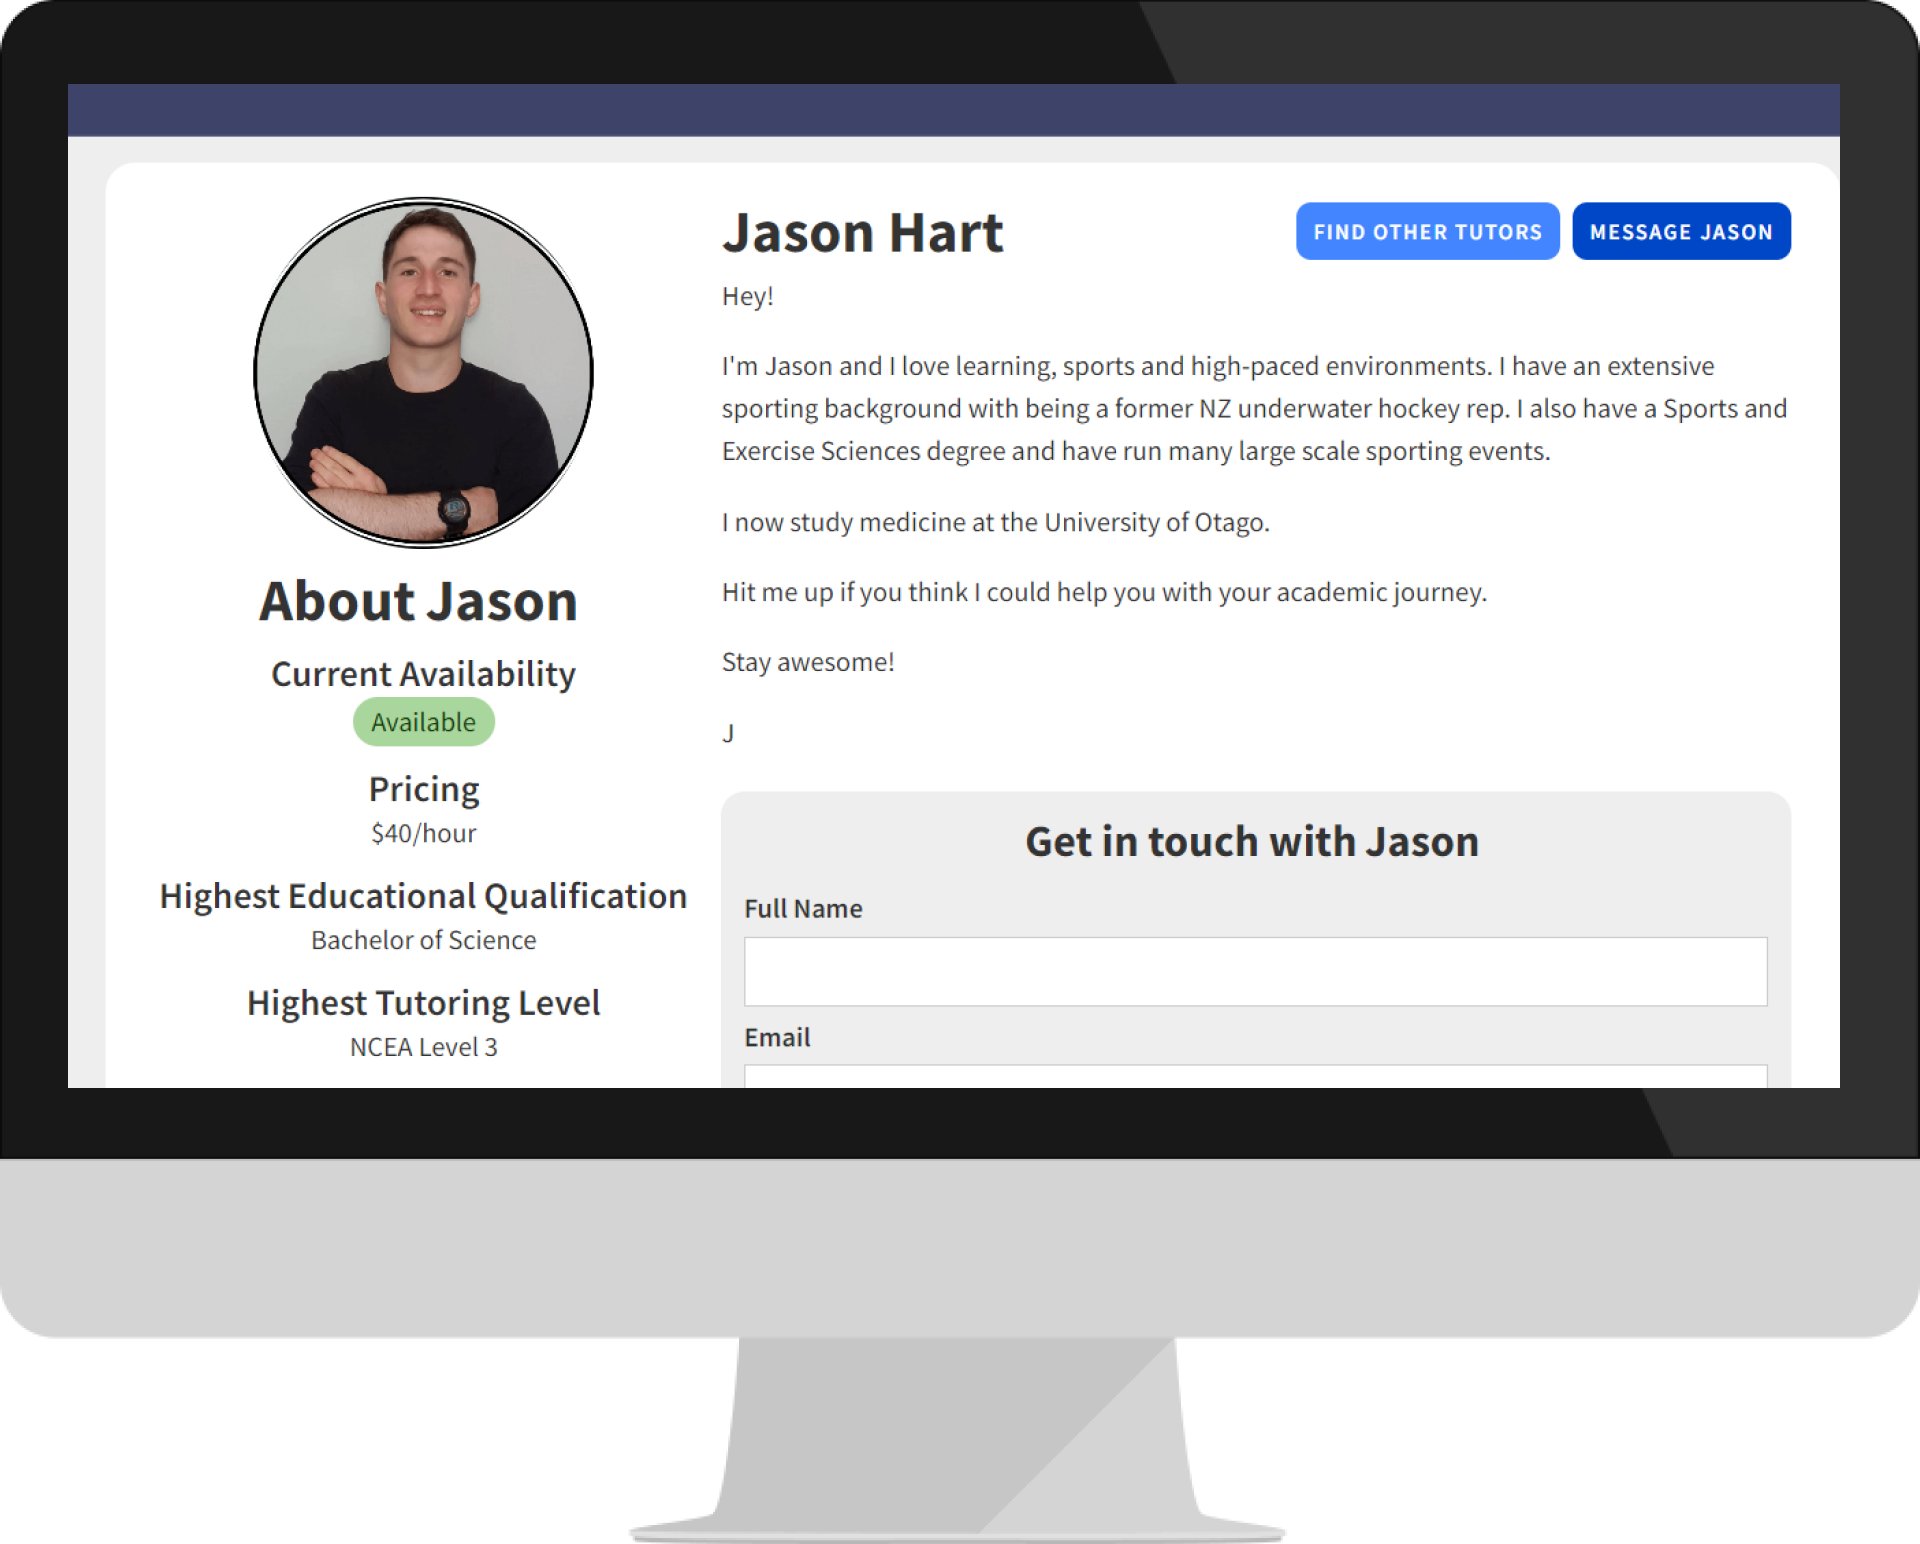 About Jason
Current Availability
Available
Pricing
$40/hour
Highest Educational Qualification
Bachelor of Science
Highest Tutoring Level
NCEA Level 3
Jason Hart
FIND OTHER TUTORS
MESSAGE JASON
Hey!
I'm Jason and I love learning, sports and high-paced environments. I have an extensive
sporting background with being a former NZ underwater hockey rep. I also have a Sports and
Exercise Sciences degree and have run many large scale sporting events.
I now study medicine at the University of Otago.
Hit me up if you think I could help you with your academic journey.
Stay awesome!
J
Get in touch with Jason
Full Name
Email